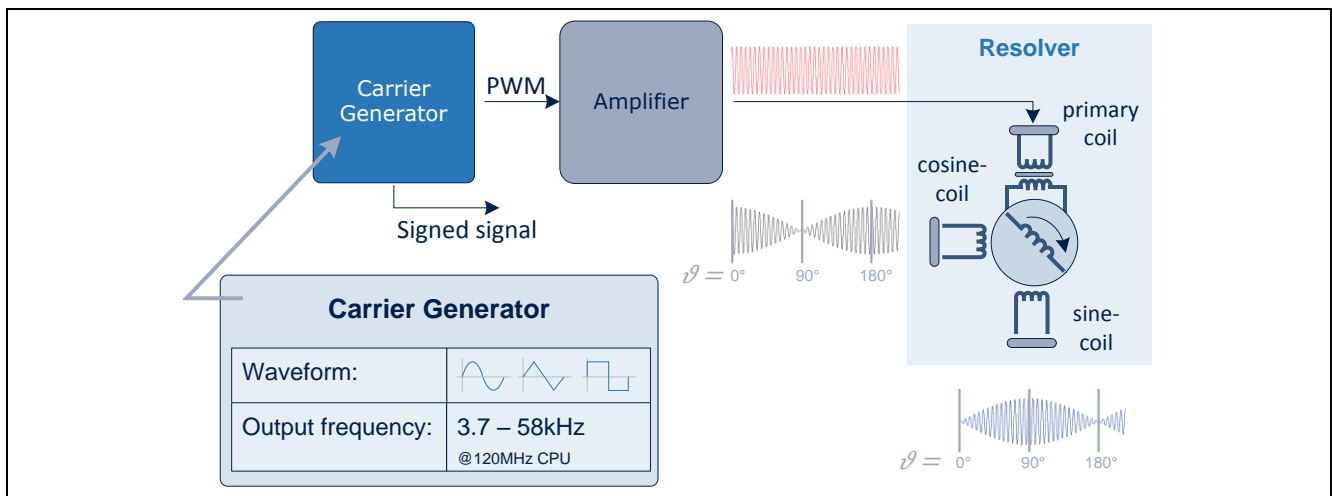 Carrier
Generator
PWM
Amplifier
Resolver
primary
coil
cosine-
coil
Signed signal
ϑ = 0° 90° 180°
sine-
coil
Carrier Generator
Waveform:
Output frequency: 3.7 – 58kHz
@120MHz CPU
ϑ = 0° 90° 180°